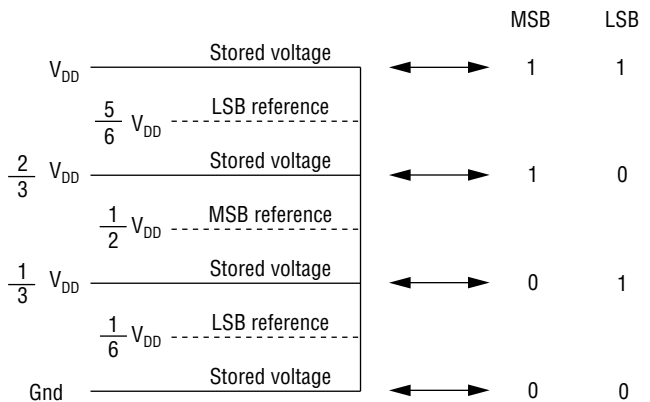 MSB LSB
V_DD Stored voltage 1 1
5/6 V_DD LSB reference
2/3 V_DD Stored voltage 1 0
1/2 V_DD MSB reference
1/3 V_DD Stored voltage 0 1
1/6 V_DD LSB reference
Gnd Stored voltage 0 0